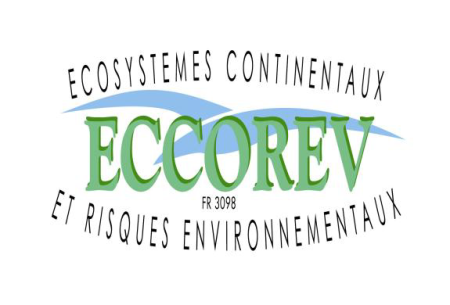 ECOSYSTEMES CONTINENTAUX
ECCOREV
FR 3098
ET RISQUES ENVIRONNEMENTAUX